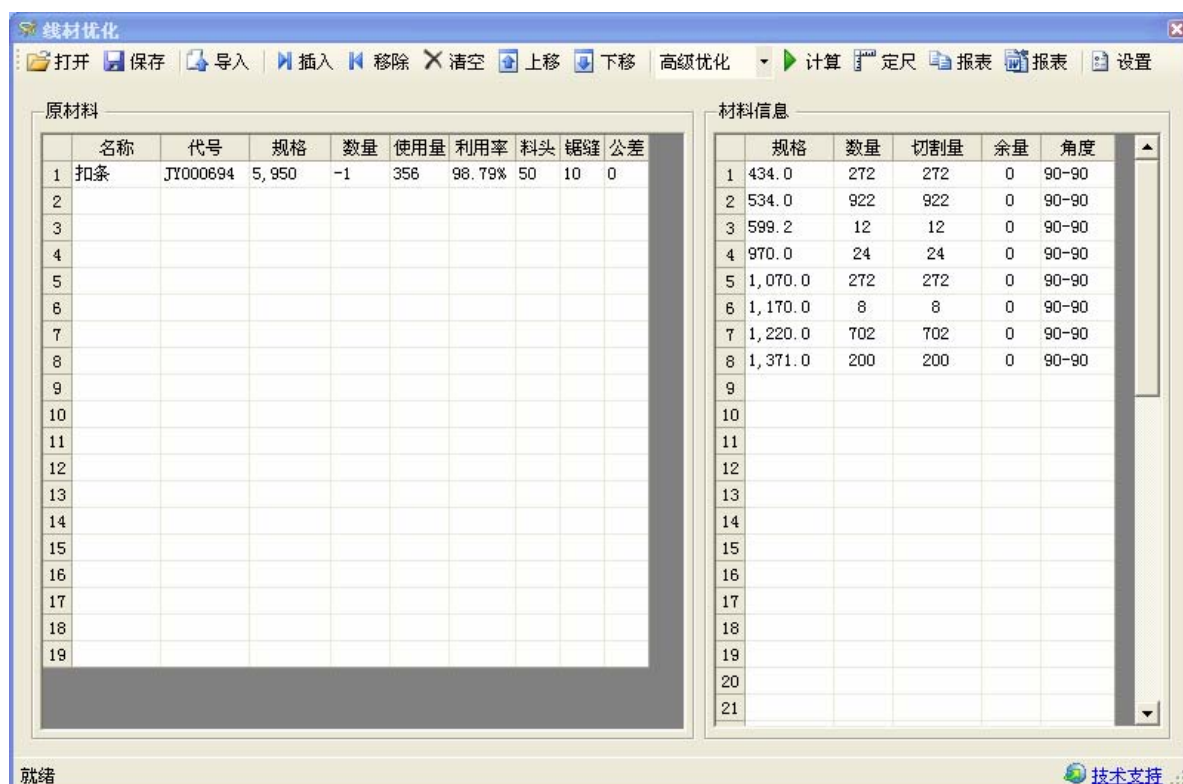 线材优化
打开 保存 导入 插入 移除 清空 上移 下移 高级优化 计算 定尺 报表 报表 设置
原材料
名称 代号 规格 数量 使用量 利用率 料头 锯缝 公差
1 扣条 JY000694 5,950 -1 356 98.79% 50 10 0
2
3
4
5
6
7
8
9
10
11
12
13
14
15
16
17
18
19
材料信息
规格 数量 切割量 余量 角度
1 434.0 272 272 0 90-90
2 534.0 922 922 0 90-90
3 599.2 12 12 0 90-90
4 970.0 24 24 0 90-90
5 1,070.0 272 272 0 90-90
6 1,170.0 8 8 0 90-90
7 1,220.0 702 702 0 90-90
8 1,371.0 200 200 0 90-90
9
10
11
12
13
14
15
16
17
18
19
20
21
就绪 技术支持